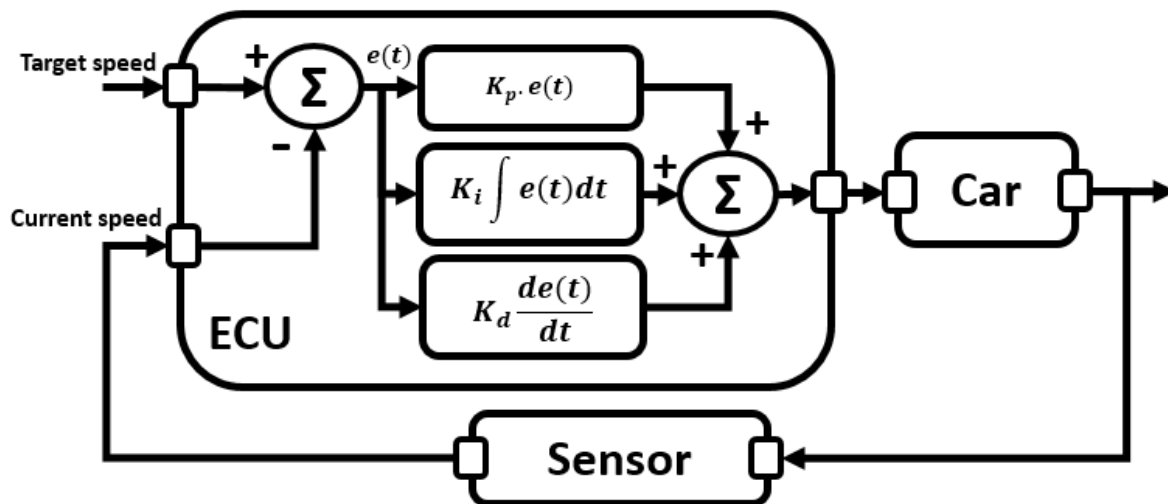 Target speed
+
Σ
-
e(t)
K_p. e(t)
+
K_i ∫ e(t)dt
+
Σ
+
K_d de(t)/dt
Car
Current speed
ECU
Sensor